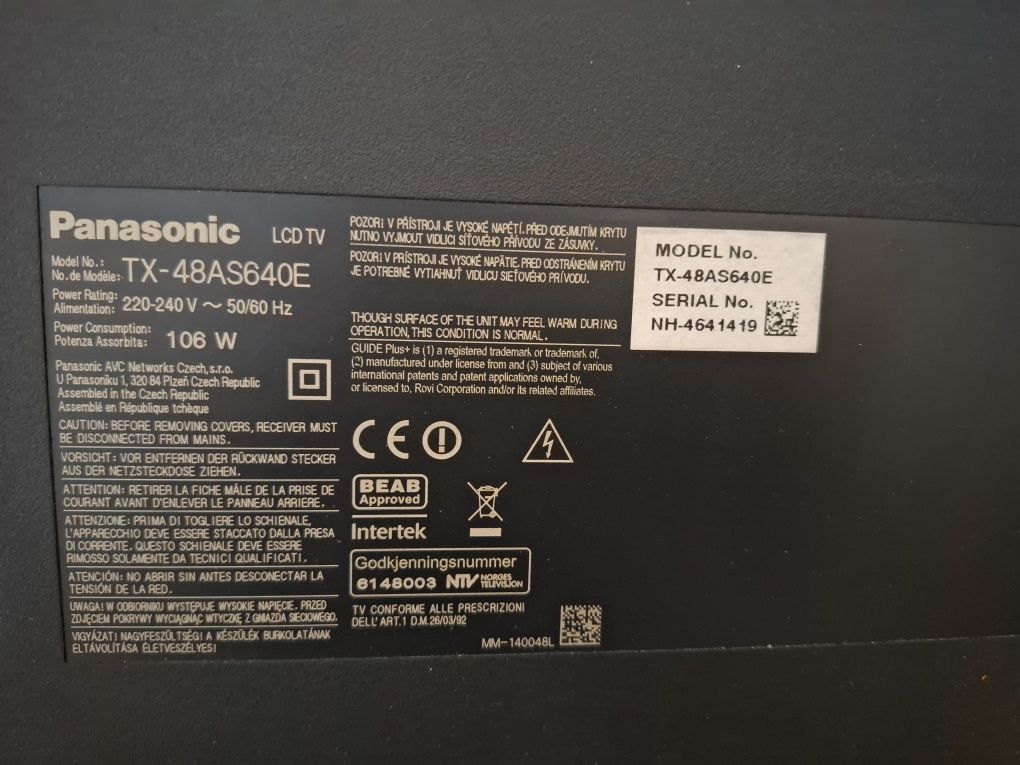 Panasonic LCD TV
Model No.:
No. de Modèle: TX-48AS640E
Power Rating:
Alimentation: 220-240 V ～ 50/60 Hz
Power Consumption:
Potenza Assorbita: 106 W
Panasonic AVC Networks Czech, s.r.o.
U Panasoniku 1, 320 84 Plzeň Czech Republic
Assembled in the Czech Republic
Assemblé en République tchèque
CAUTION: BEFORE REMOVING COVERS, RECEIVER MUST
BE DISCONNECTED FROM MAINS.
VORSICHT: VOR ENTFERNEN DER RÜCKWAND STECKER
AUS DER NETZSTECKDOSE ZIEHEN.
ATTENTION: RETIRER LA FICHE MÂLE DE LA PRISE DE
COURANT AVANT D'ENLEVER LE PANNEAU ARRIERE.
ATTENZIONE: PRIMA DI TOGLIERE LO SCHIENALE,
L'APPARECCHIO DEVE ESSERE STACCATO DALLA PRESA
DI CORRENTE. QUESTO SCHIENALE DEVE ESSERE
RIMOSSO SOLAMENTE DA TECNICI QUALIFICATI.
ATENCIÓN: NO ABRIR SIN ANTES DESCONECTAR LA
TENSIÓN DE LA RED.
UWAGA! W ODBIORNIKU WYSTĘPUJE WYSOKIE NAPIĘCIE. PRZED
ZDJĘCIEM POKRYWY WYCIĄGNĄĆ WTYCZKĘ Z GNIAZDA SIECIOWEGO.
VIGYÁZAT! NAGYFESZÜLTSÉG! A KÉSZÜLÉK BURKOLATÁNAK
ELTÁVOLÍTÁSA ÉLETVESZÉLYES!
POZOR! V PŘÍSTROJI JE VYSOKÉ NAPĚTÍ. PŘED ODEJMUTÍM KRYTU
NUTNO VYJMOUT VIDLICI SÍŤOVÉHO PŘÍVODU ZE ZÁSUVKY.
POZOR! V PRÍSTROJI JE VYSOKÉ NAPÄTIE. PRED ODSTRÁNENÍM KRYTU
JE POTREBNÉ VYTIAHNUŤ VIDLICU SIEŤOVÉHO PRÍVODU.
THOUGH SURFACE OF THE UNIT MAY FEEL WARM DURING
OPERATION, THIS CONDITION IS NORMAL.
GUIDE Plus+ is (1) a registered trademark or trademark of,
(2) manufactured under license from and (3) subject of various
international patents and patent applications owned by,
or licensed to, Rovi Corporation and/or its related affiliates.
CE
BEAB
Approved
Intertek
Godkjenningsnummer
6148003 NTV NORGES
TELEVISJON
TV CONFORME ALLE PRESCRIZIONI
DELL' ART.1 D.M.26/03/92
MM-140048L
MODEL No.
TX-48AS640E
SERIAL No.
NH-4641419